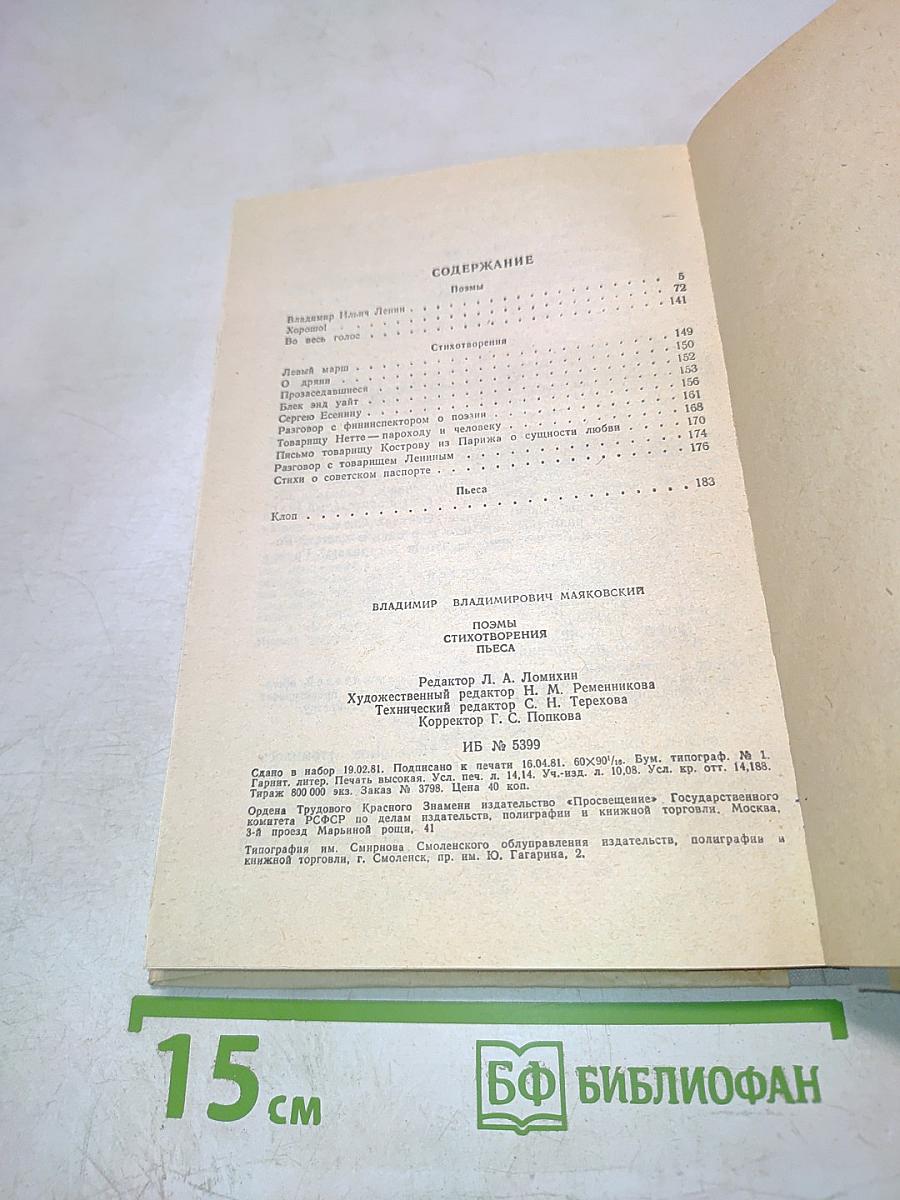 СОДЕРЖАНИЕ
Поэмы
Владимир Ильич Ленин . . . . . . . . . . . . . . . . 5
Хорошо! . . . . . . . . . . . . . . . . 72
Во весь голос . . . . . . . . . . . . . . . . 141
Стихотворения
Левый марш . . . . . . . . . . . . . . . . 149
О дряни . . . . . . . . . . . . . . . . 150
Прозаседавшиеся . . . . . . . . . . . . . . . . 152
Блек энд уайт . . . . . . . . . . . . . . . . 153
Сергею Есенину . . . . . . . . . . . . . . . . 156
Разговор с фининспектором о поэзии . . . . . . . . . . 161
Товарищу Нетте — пароходу и человеку . . . . . . . . . . 168
Письмо товарищу Кострову из Парижа о сущности любви . . . 170
Разговор с товарищем Лениным . . . . . . . . . . . . 174
Стихи о советском паспорте . . . . . . . . . . . . 176
Пьеса
Клоп . . . . . . . . . . . . . . . . 183
ВЛАДИМИР ВЛАДИМИРОВИЧ МАЯКОВСКИЙ
ПОЭМЫ
СТИХОТВОРЕНИЯ
ПЬЕСА
Редактор Л. А. Ломихин
Художественный редактор Н. М. Ременникова
Технический редактор С. Н. Терехова
Корректор Г. С. Попкова
ИБ № 5399
Сдано в набор 19.02.81. Подписано к печати 16.04.81. 60×90¹/₁₆. Бум. типограф. № 1.
Гарнит. литер. Печать высокая. Усл. печ. л. 14,14. Уч.-изд. л. 10,08. Усл. кр. отт. 14,188.
Тираж 800 000 экз. Заказ № 3798. Цена 40 коп.
Ордена Трудового Красного Знамени издательство «Просвещение» Государственного
комитета РСФСР по делам издательств, полиграфии и книжной торговли. Москва,
3-й проезд Марьиной рощи, 41
Типография им. Смирнова Смоленского облуправления издательств, полиграфии и
книжной торговли, г. Смоленск, пр. им. Ю. Гагарина, 2.
15 см
БФ БИБЛИОФАН